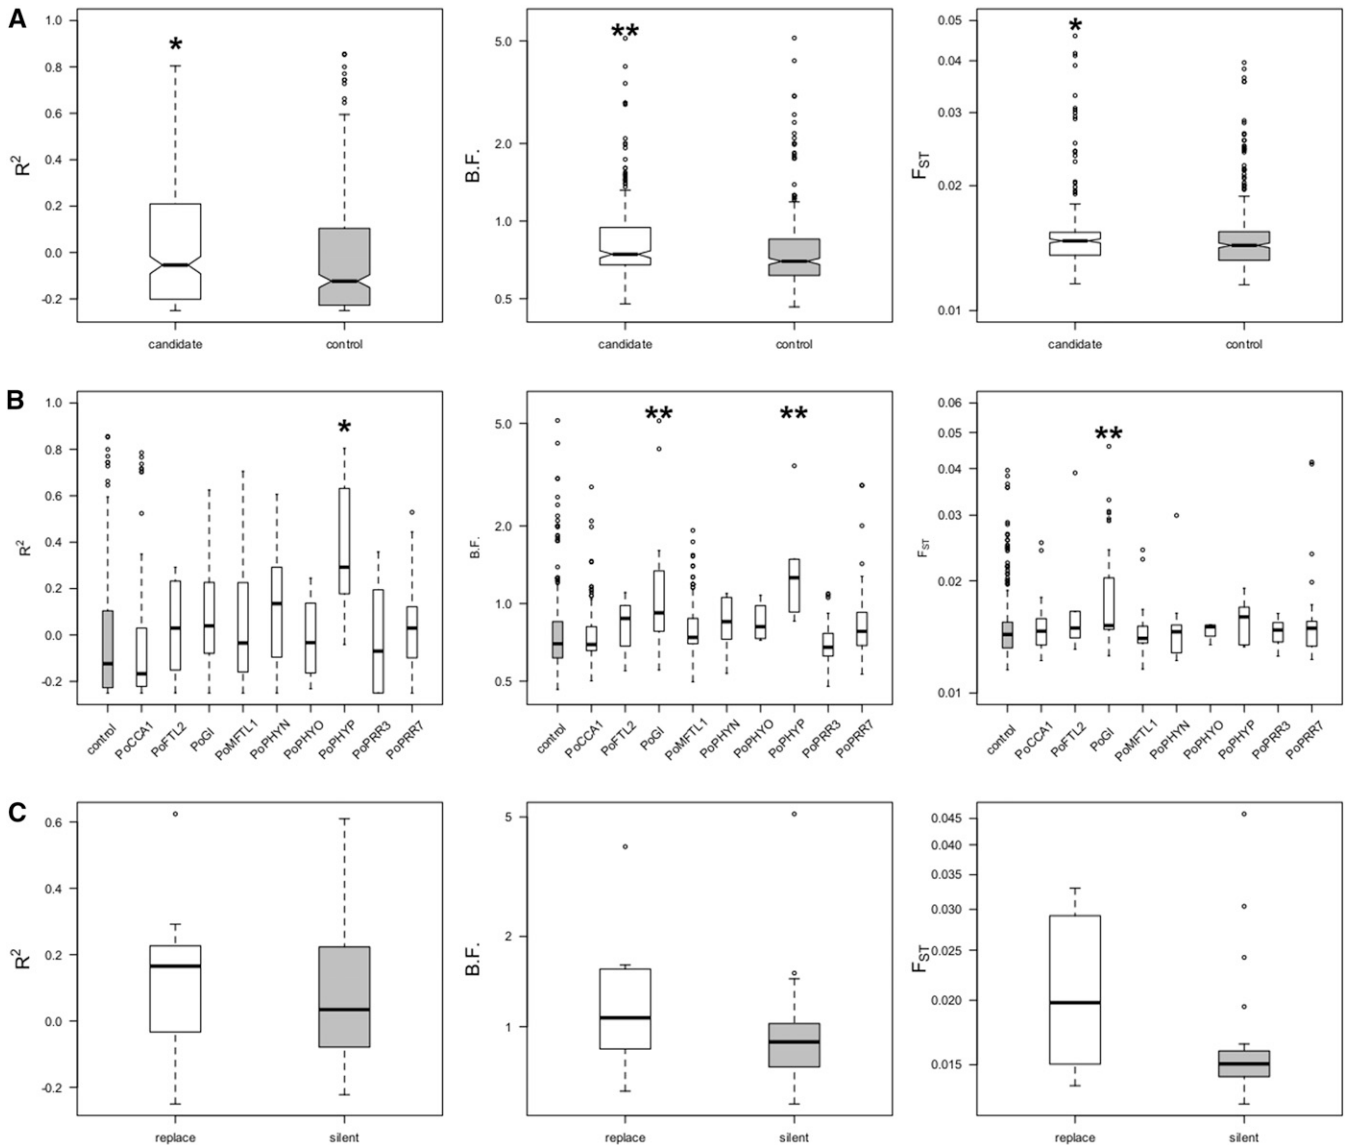 A
R2
1.0
0.8
0.6
0.4
0.2
0.0
-0.2
*
candidate control
B.F.
5.0
2.0
1.0
0.5
**
candidate control
FST
0.05
0.04
0.03
0.02
0.01
*
candidate control
B
R2
1.0
0.8
0.6
0.4
0.2
0.0
-0.2
*
control PoCCA1 PoFTL2 PoGI PoMFTL1 PoPHYN PoPHYO PoPHYP PoPRR3 PoPRR7
B.F.
5.0
2.0
1.0
0.5
** **
control PoCCA1 PoFTL2 PoGI PoMFTL1 PoPHYN PoPHYO PoPHYP PoPRR3 PoPRR7
FST
0.06
0.05
0.04
0.03
0.02
0.01
**
control PoCCA1 PoFTL2 PoGI PoMFTL1 PoPHYN PoPHYO PoPHYP PoPRR3 PoPRR7
C
R2
0.6
0.4
0.2
0.0
-0.2
replace silent
B.F.
5
2
1
replace silent
FST
0.045
0.040
0.035
0.030
0.025
0.020
0.015
replace silent